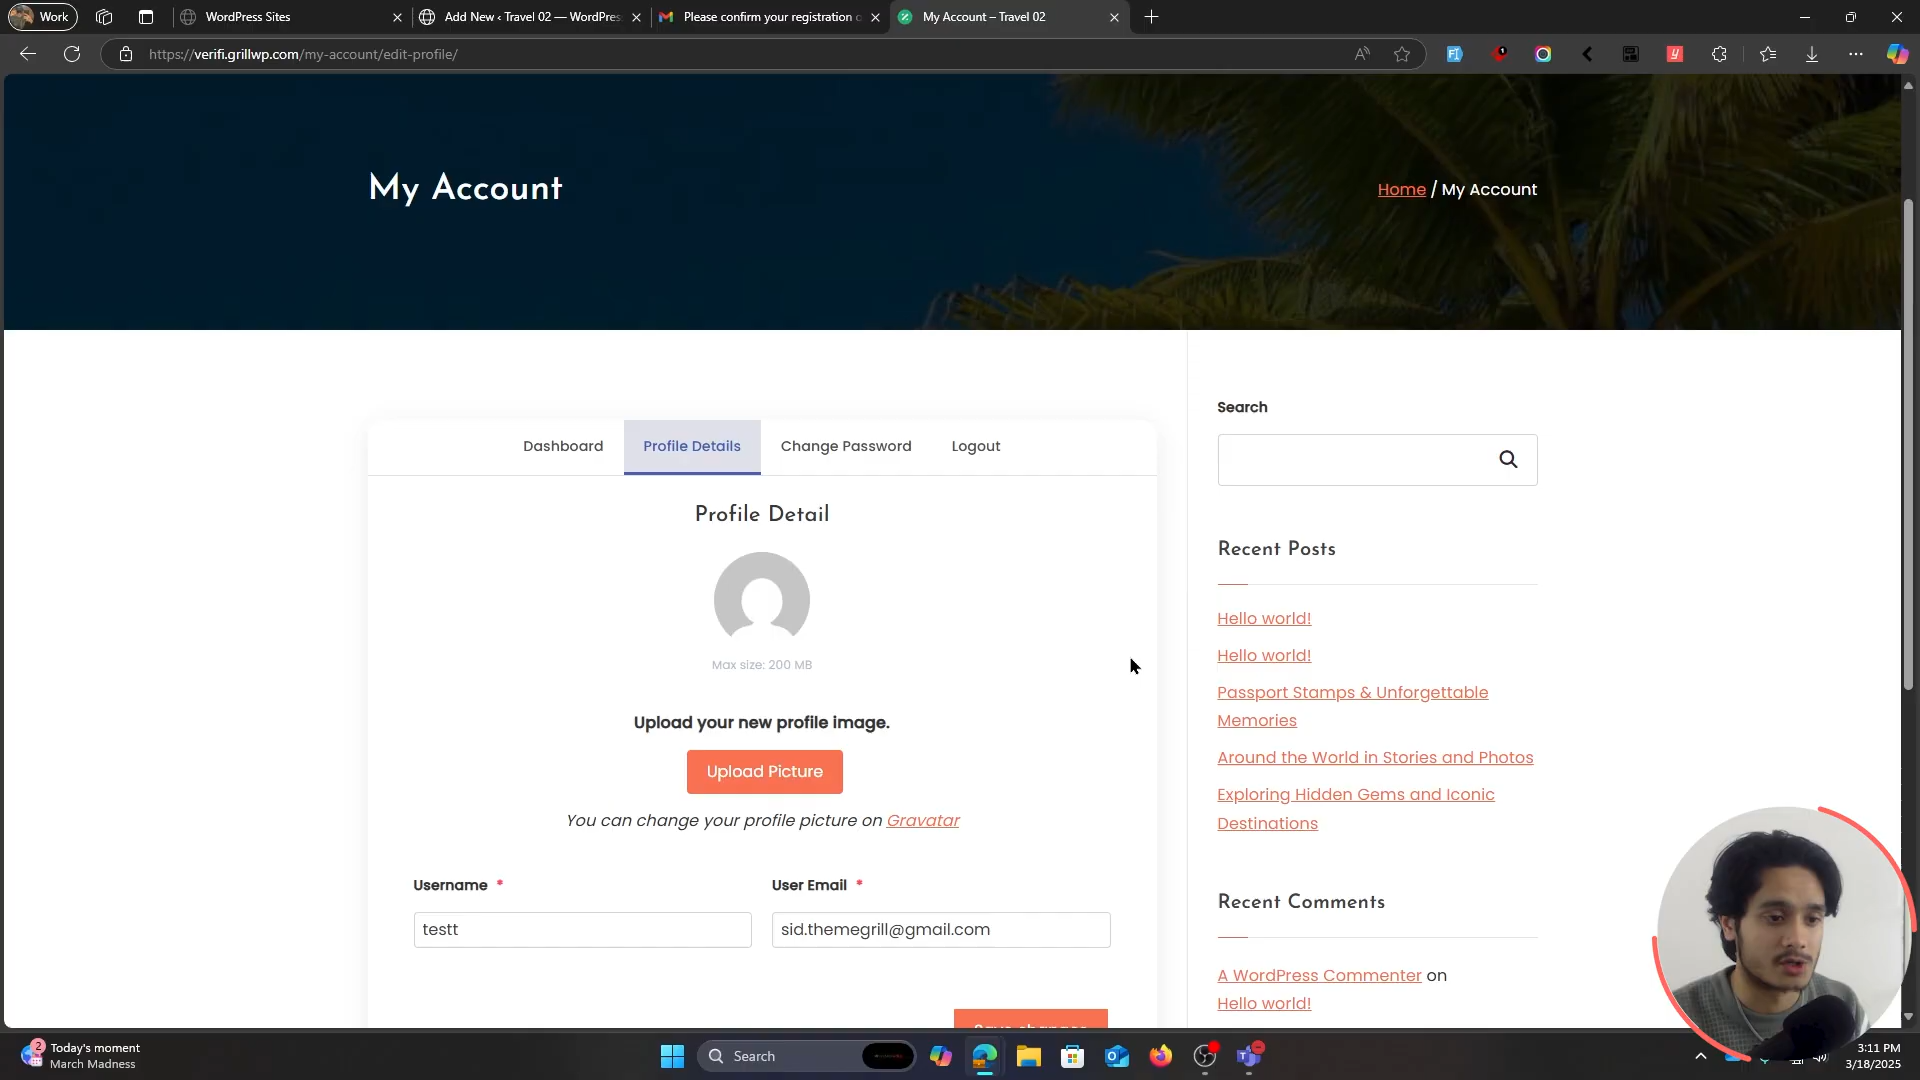 Work
WordPress Sites
Add New ‹ Travel 02 — WordPres
Please confirm your registration o
My Account – Travel 02
https://verifi.grillwp.com/my-account/edit-profile/
My Account
Home / My Account
Dashboard
Profile Details
Change Password
Logout
Profile Detail
Max size: 200 MB
Upload your new profile image.
Upload Picture
You can change your profile picture on Gravatar
Username *
User Email *
testt
sid.themegrill@gmail.com
Search
Recent Posts
Hello world!
Hello world!
Passport Stamps & Unforgettable
Memories
Around the World in Stories and Photos
Exploring Hidden Gems and Iconic
Destinations
Recent Comments
A WordPress Commenter on
Hello world!
2
Today's moment
March Madness
Search
3:11 PM
3/18/2025